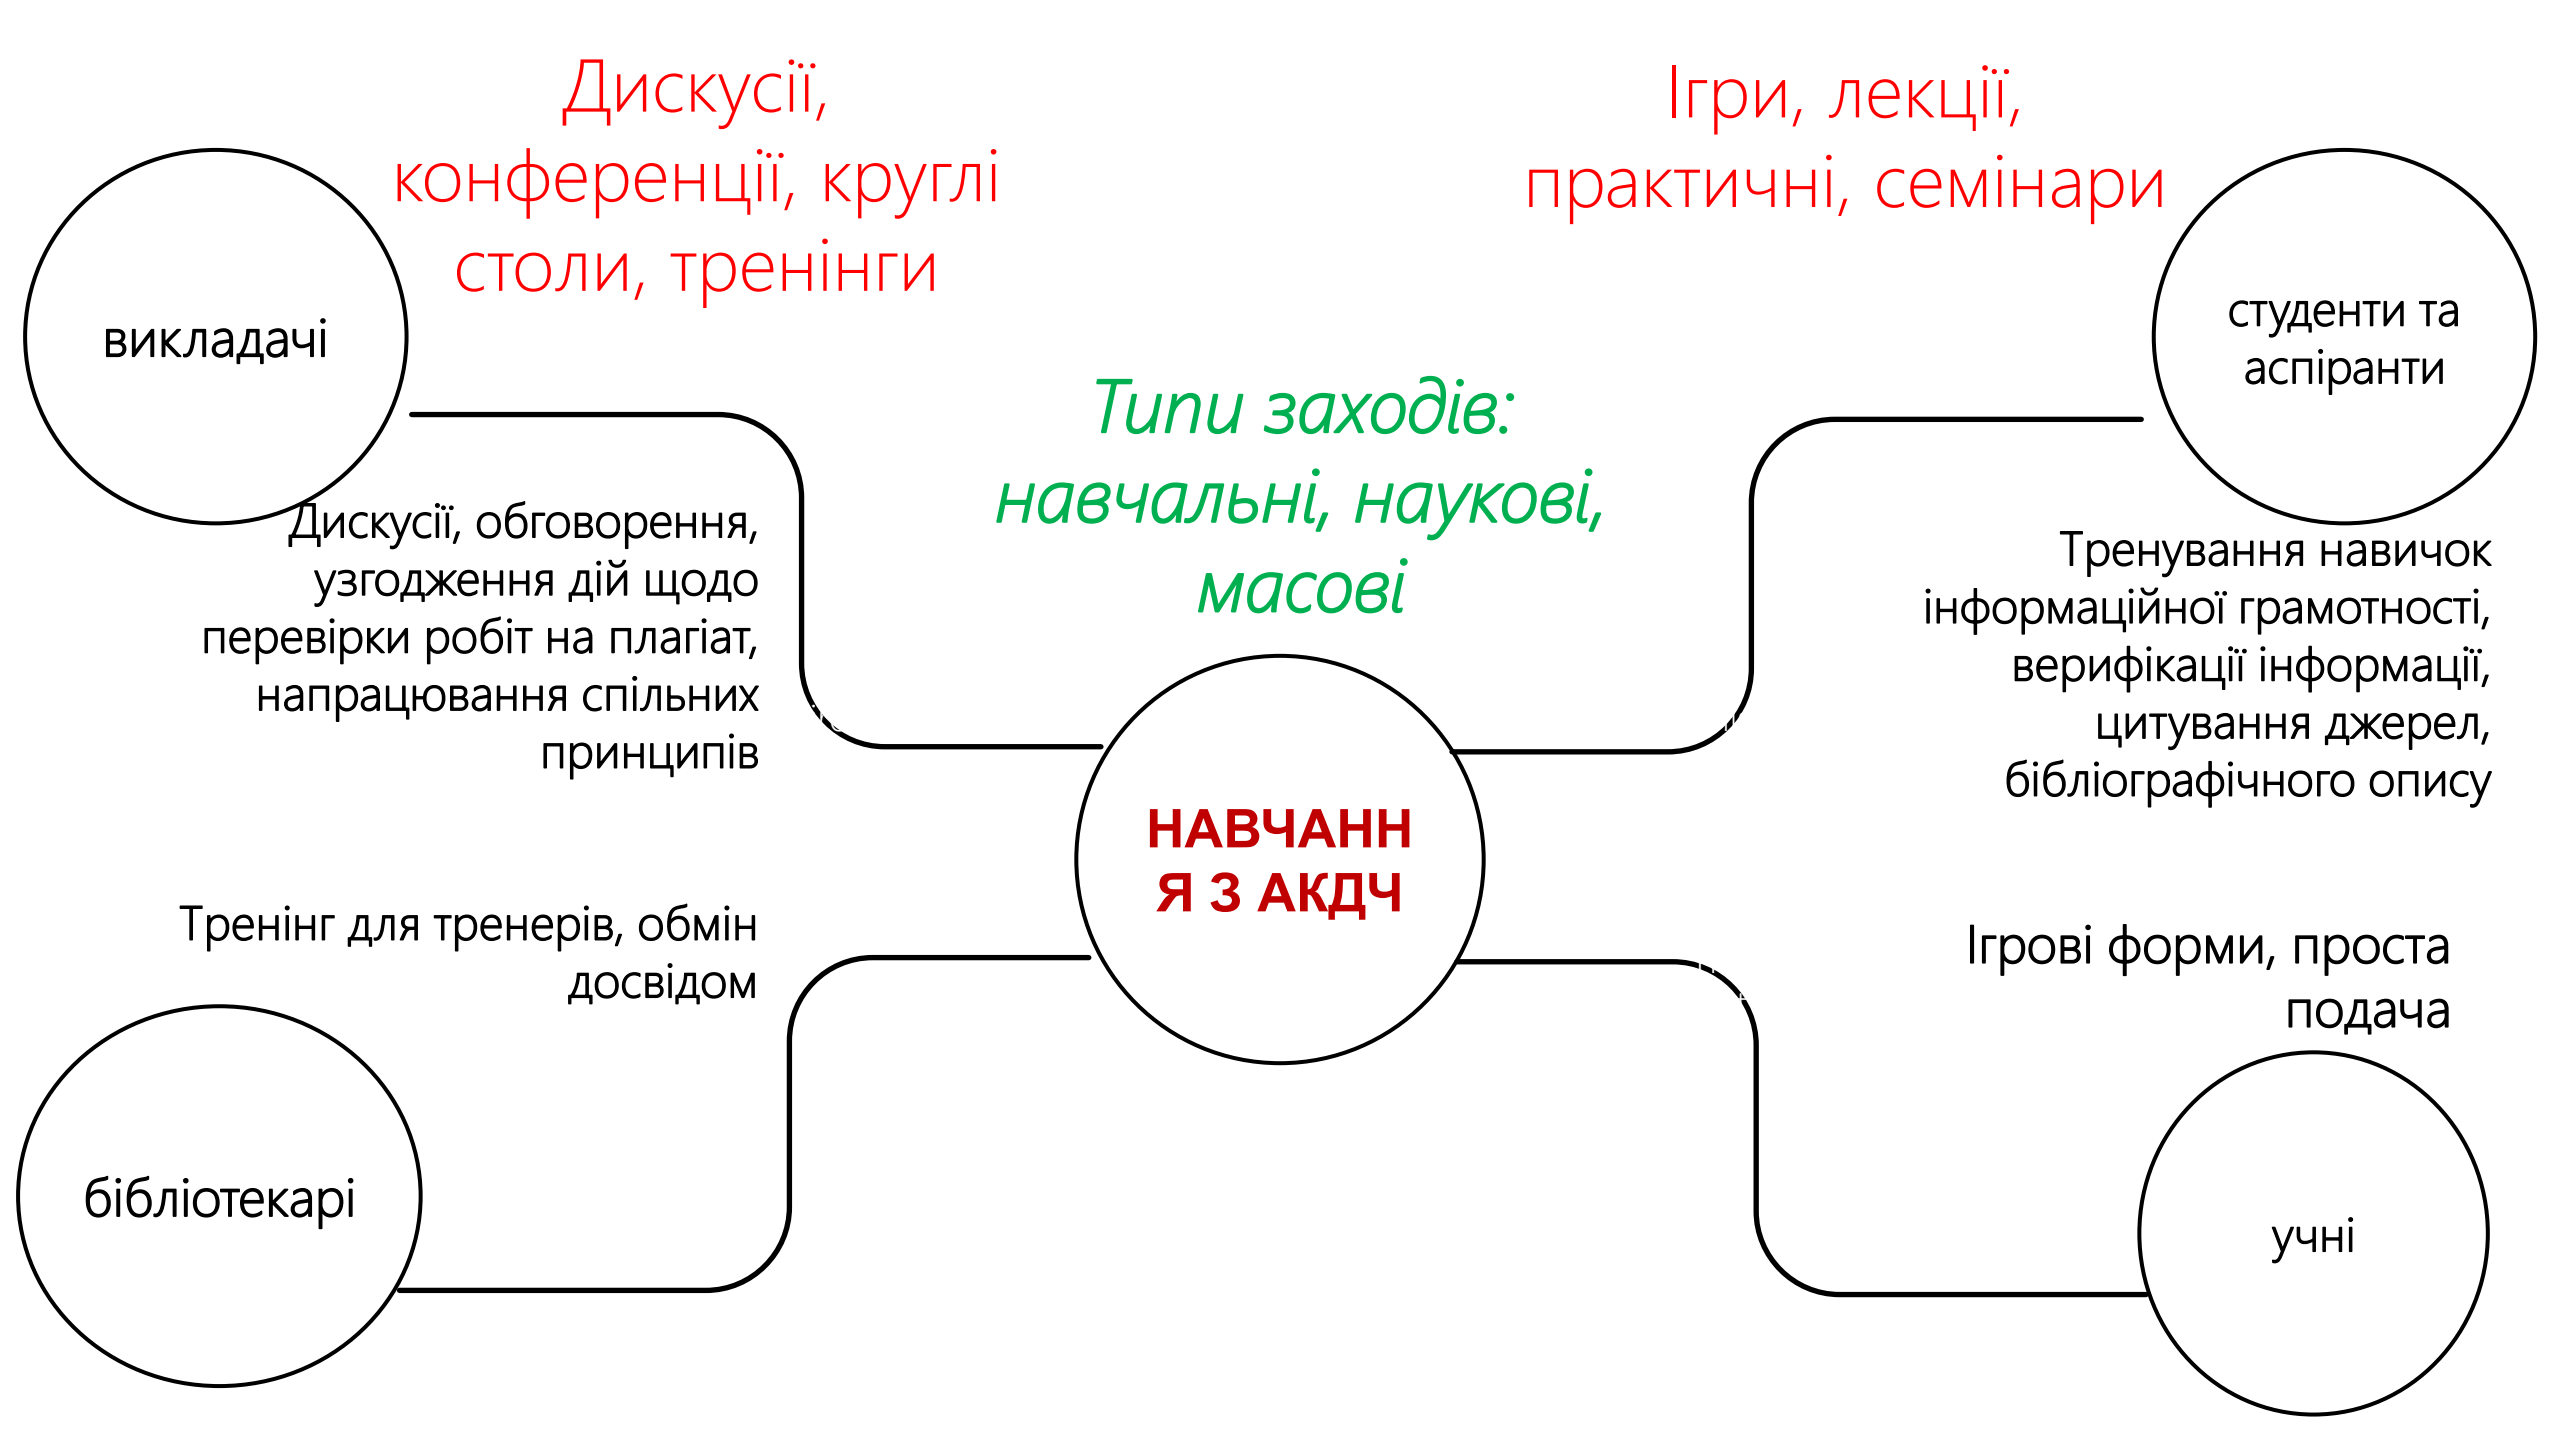 Дискусії,
конференції, круглі
столи, тренінги
Ігри, лекції,
практичні, семінари
викладачі
студенти та
аспіранти
Типи заходів:
навчальні, наукові,
масові
Дискусії, обговорення,
узгодження дій щодо
перевірки робіт на плагіат,
напрацювання спільних
принципів
Тренування навичок
інформаційної грамотності,
верифікації інформації,
цитування джерел,
бібліографічного опису
НАВЧАНН
Я З АКДЧ
Тренінг для тренерів, обмін
досвідом
Ігрові форми, проста
подача
бібліотекарі
учні